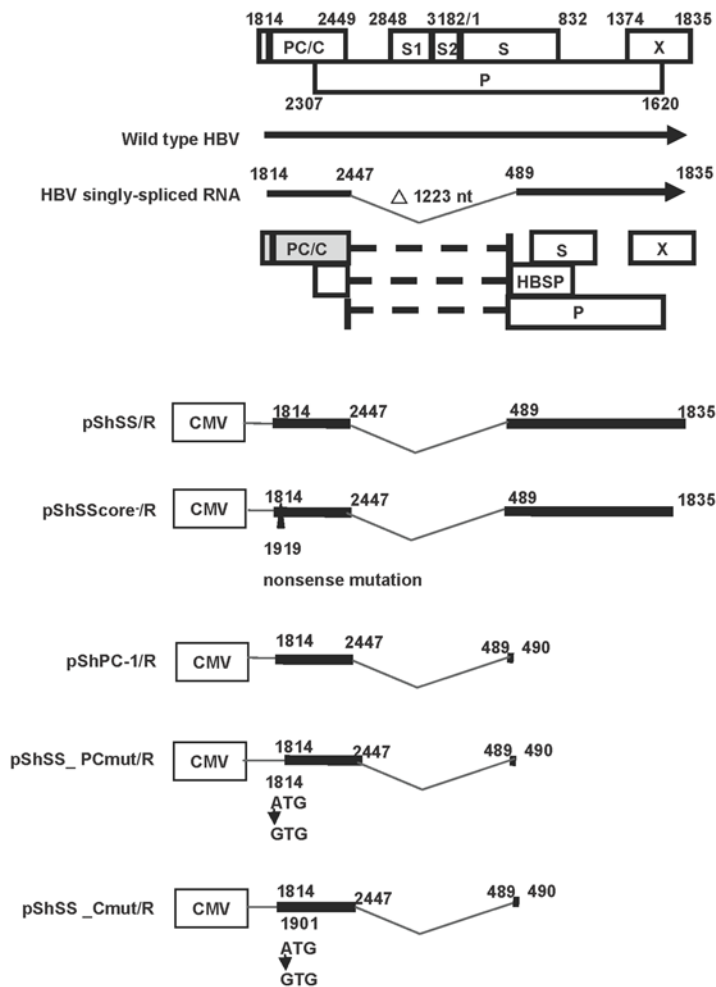 1814 2449 2848 3182/1 832 1374 1835
PC/C S1 S2 S X
P
2307 1620
Wild type HBV
1814 2447 489 1835
HBV singly-spliced RNA △ 1223 nt
PC/C S X
HBSP
P
1814 2447 489 1835
pShSS/R CMV
1814 2447 489 1835
pShSScore-/R CMV
1919
nonsense mutation
1814 2447 489 490
pShPC-1/R CMV
1814 2447 489 490
pShSS_ PCmut/R CMV
1814
ATG
GTG
1814 2447 489 490
pShSS _Cmut/R CMV
1901
ATG
GTG